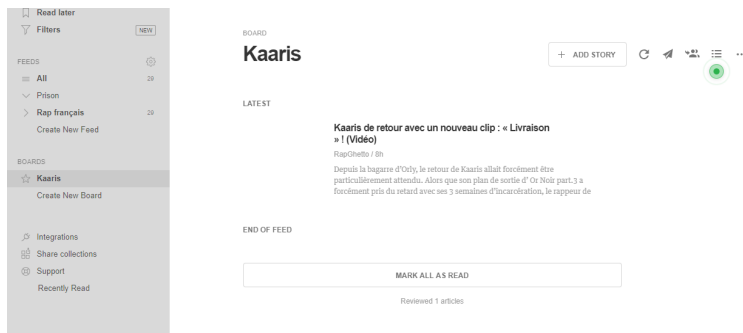 Read later
Filters
NEW
FEEDS
All
20
Prison
Rap français
20
Create New Feed
BOARDS
Kaaris
Create New Board
Integrations
Share collections
Support
Recently Read
BOARD
Kaaris
+ ADD STORY
LATEST
Kaaris de retour avec un nouveau clip : « Livraison
» ! (Vidéo)
RapGhetto / 8h
Depuis la bagarre d'Orly, le retour de Kaaris allait forcément être
particulièrement attendu. Alors que son plan de sortie d' Or Noir part.3 a
forcément pris du retard avec ses 3 semaines d'incarcération, le rappeur de
END OF FEED
MARK ALL AS READ
Reviewed 1 articles